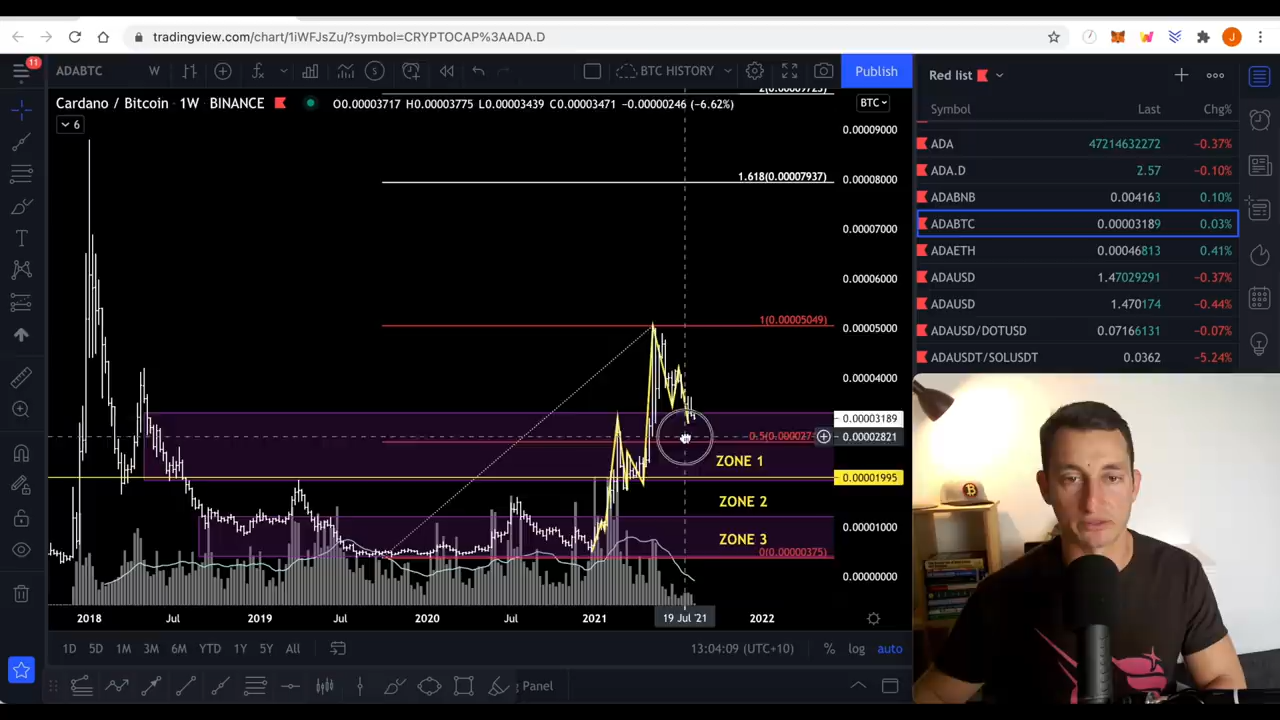 tradingview.com/chart/1iWFJsZu/?symbol=CRYPTOCAP%3AADA.D
J
11
ADABTC W BTC HISTORY Publish
Red list
Cardano / Bitcoin · 1W · BINANCE O0.00003717 H0.00003775 L0.00003439 C0.00003471 −0.00000246 (−6.62%)
BTC
6
Symbol Last Chg%
ADA 47214632272 −0.37%
ADA.D 2.57 −0.10%
ADABNB 0.004163 0.10%
ADABTC 0.00003189 0.03%
ADAETH 0.00046813 0.41%
ADAUSD 1.47029291 −0.37%
ADAUSD 1.470174 −0.44%
ADAUSD/DOTUSD 0.07166131 −0.07%
ADAUSDT/SOLUSDT 0.0362 −5.24%
0.00009000
1.618(0.00007937)
0.00008000
0.00007000
0.00006000
1(0.00005049)
0.00005000
0.00004000
0.00003189
0.00002821
ZONE 1
0.00001995
ZONE 2
0.00001000
ZONE 3
0(0.00000375)
0.00000000
2018 Jul 2019 Jul 2020 Jul 2021 19 Jul '21 2022
1D 5D 1M 3M 6M YTD 1Y 5Y All 13:04:09 (UTC+10) % log auto
Panel